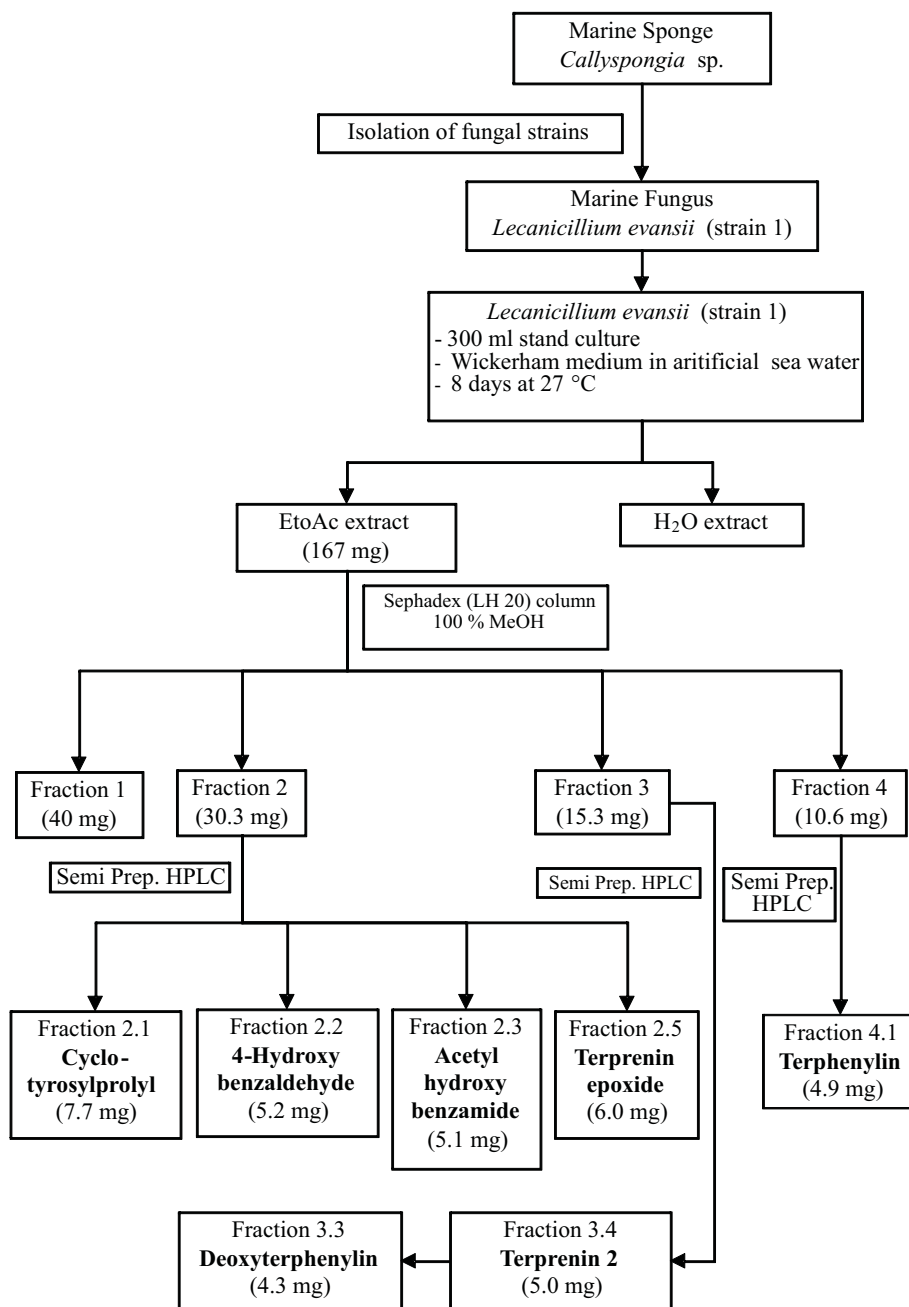 Marine Sponge
Callyspongia sp.
Isolation of fungal strains
Marine Fungus
Lecanicillium evansii (strain 1)
Lecanicillium evansii (strain 1)
- 300 ml stand culture
- Wickerham medium in aritificial sea water
- 8 days at 27 °C
EtoAc extract
(167 mg)
H₂O extract
Sephadex (LH 20) column
100 % MeOH
Fraction 1
(40 mg)
Fraction 2
(30.3 mg)
Fraction 3
(15.3 mg)
Fraction 4
(10.6 mg)
Semi Prep. HPLC
Semi Prep. HPLC
Semi Prep.
HPLC
Fraction 2.1
Cyclo-
tyrosylprolyl
(7.7 mg)
Fraction 2.2
4-Hydroxy
benzaldehyde
(5.2 mg)
Fraction 2.3
Acetyl
hydroxy
benzamide
(5.1 mg)
Fraction 2.5
Terprenin
epoxide
(6.0 mg)
Fraction 4.1
Terphenylin
(4.9 mg)
Fraction 3.3
Deoxyterphenylin
(4.3 mg)
Fraction 3.4
Terprenin 2
(5.0 mg)